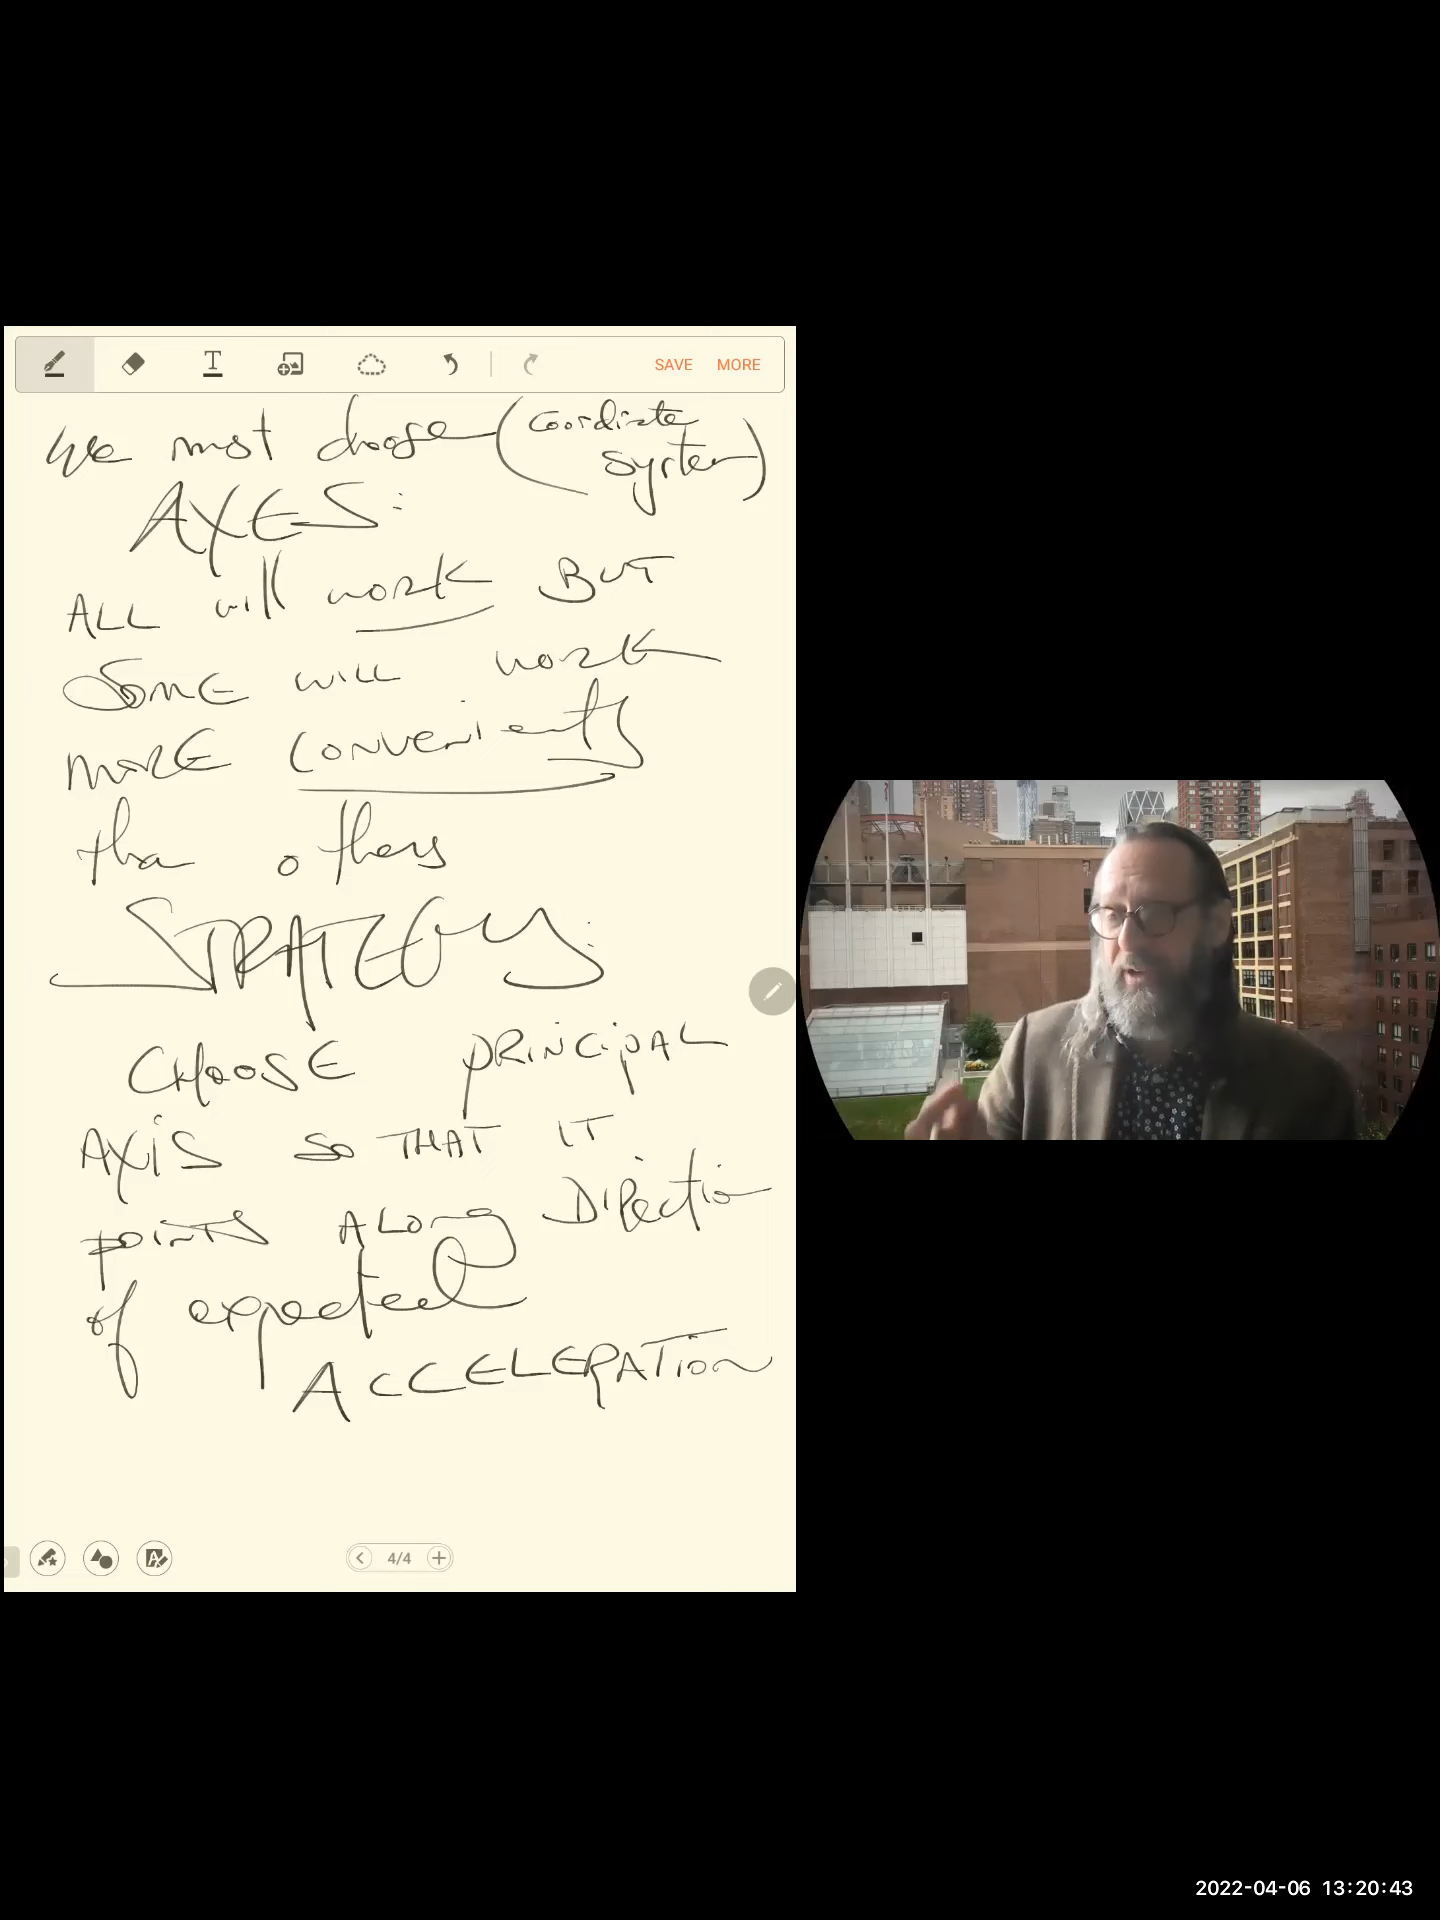 SAVE MORE
We must choose (coordinate
system)
AXES:
ALL will work BUT
SOME WILL work
MORE CONVENIENTLY
than others
STRATEGY:
CHOOSE PRINCIPAL
AXIS SO THAT IT
POINTS ALONG Direction
of expected
ACCELERATION
4/4
2022-04-06 13:20:43